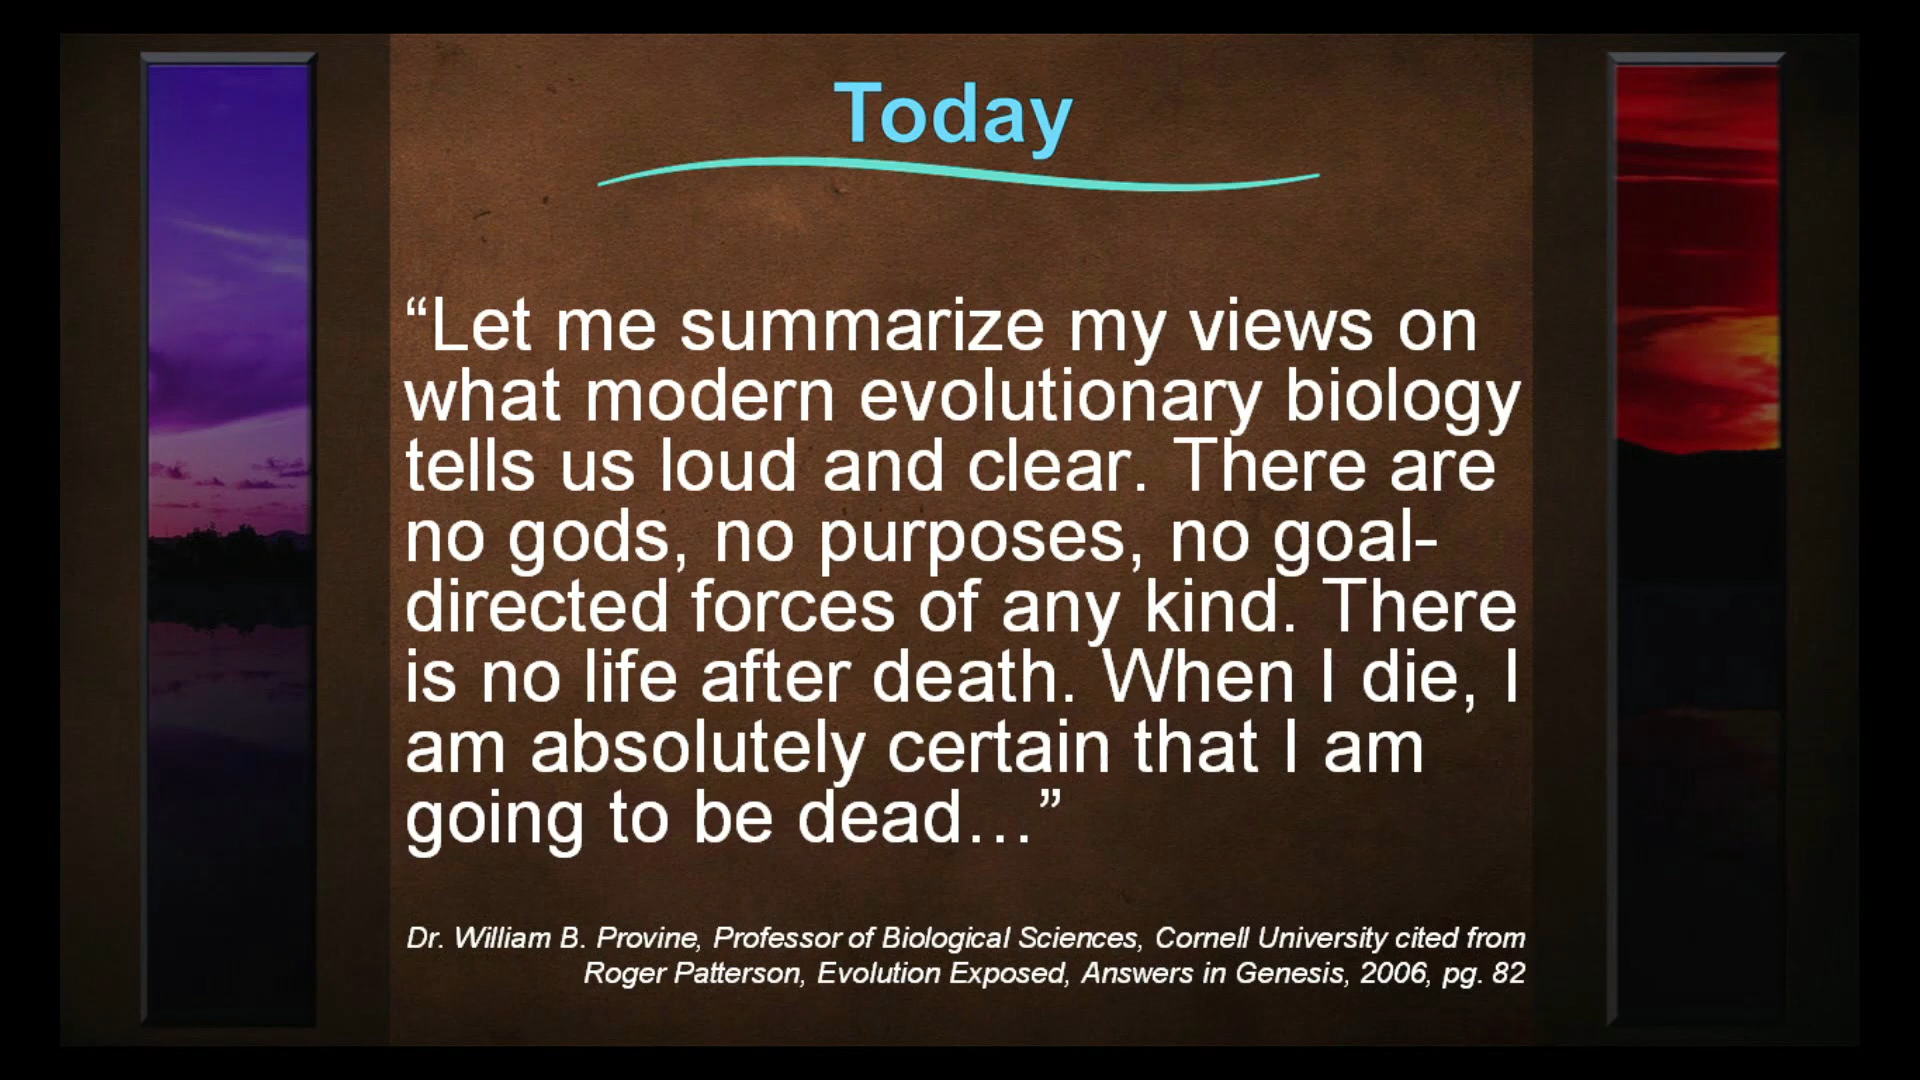 Today
“Let me summarize my views on
what modern evolutionary biology
tells us loud and clear. There are
no gods, no purposes, no goal-
directed forces of any kind. There
is no life after death. When I die, I
am absolutely certain that I am
going to be dead…”
Dr. William B. Provine, Professor of Biological Sciences, Cornell University cited from
Roger Patterson, Evolution Exposed, Answers in Genesis, 2006, pg. 82